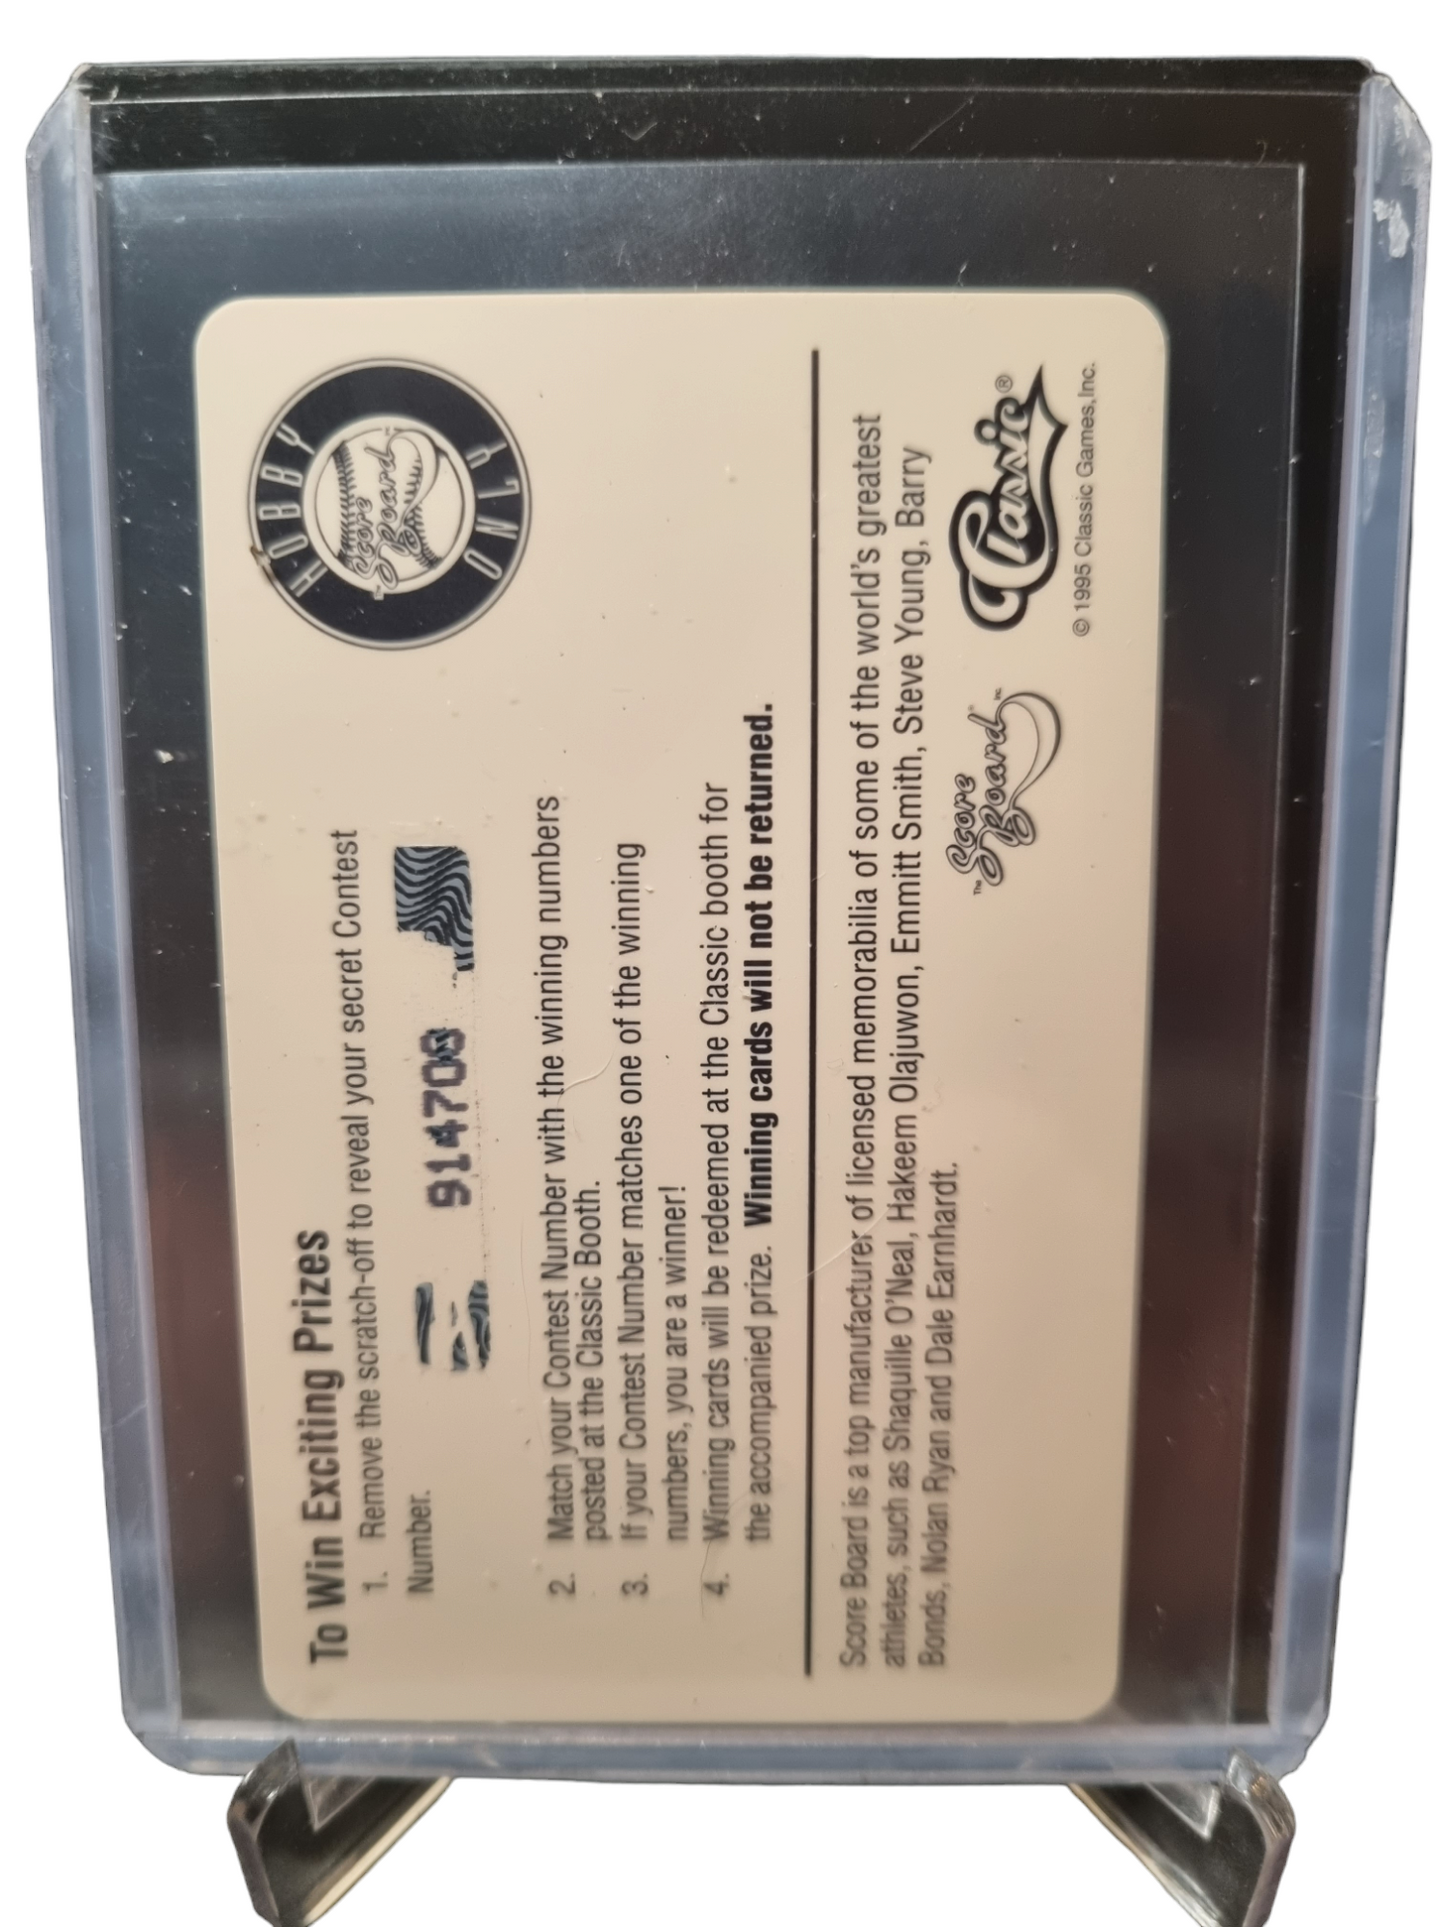 HOBBY ONLY
The Score Board
To Win Exciting Prizes
1. Remove the scratch-off to reveal your secret Contest
Number.
914708
2. Match your Contest Number with the winning numbers
posted at the Classic Booth.
3. If your Contest Number matches one of the winning
numbers, you are a winner!
4. Winning cards will be redeemed at the Classic booth for
the accompanied prize. Winning cards will not be returned.
Score Board is a top manufacturer of licensed memorabilia of some of the world's greatest
athletes, such as Shaquille O'Neal, Hakeem Olajuwon, Emmitt Smith, Steve Young, Barry
Bonds, Nolan Ryan and Dale Earnhardt.
The Score Board Inc.
Classic®
© 1995 Classic Games, Inc.